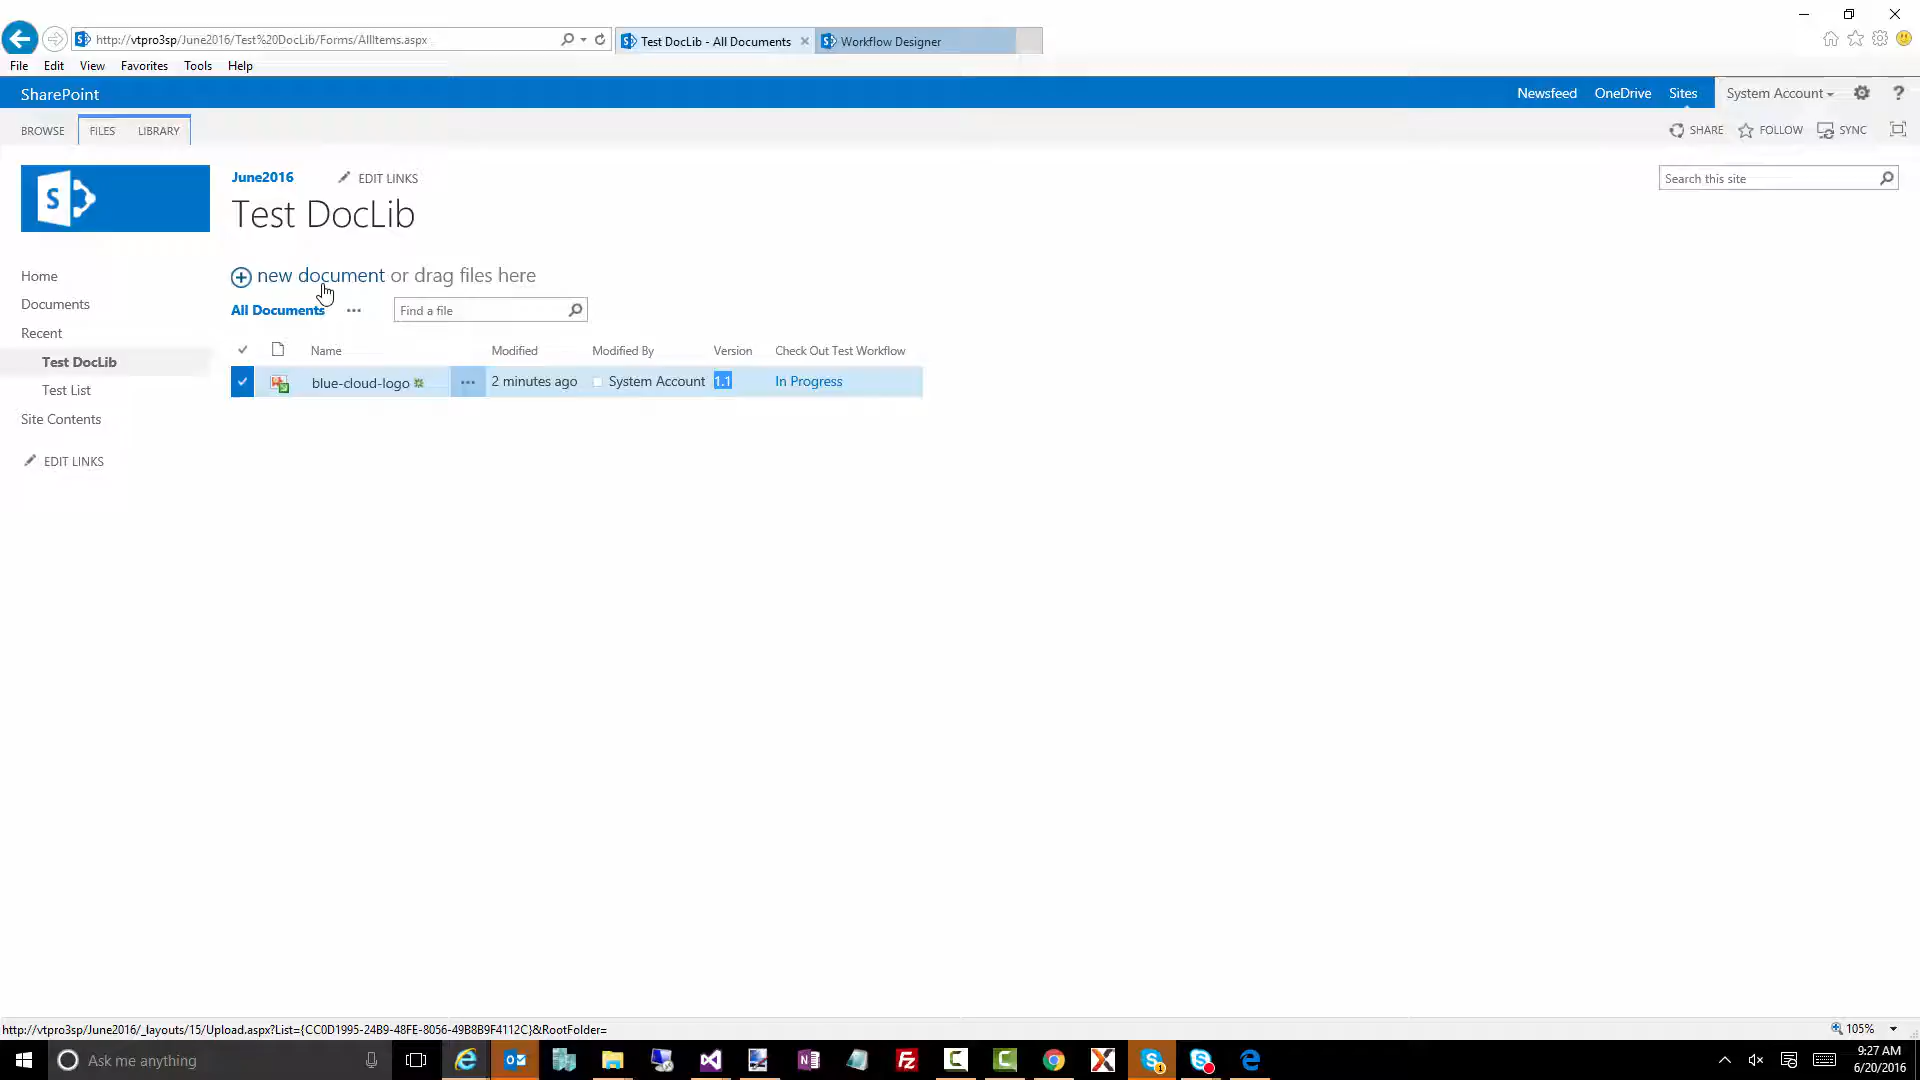 http://vtpro3sp/June2016/Test%20DocLib/Forms/AllItems.aspx
Test DocLib - All Documents
Workflow Designer
File Edit View Favorites Tools Help
SharePoint
Newsfeed OneDrive Sites System Account ?
BROWSE FILES LIBRARY
SHARE FOLLOW SYNC
S
June2016 EDIT LINKS
Search this site
Test DocLib
new document or drag files here
All Documents ... Find a file
Name Modified Modified By Version Check Out Test Workflow
blue-cloud-logo ... 2 minutes ago System Account 1.1 In Progress
Home
Documents
Recent
Test DocLib
Test List
Site Contents
EDIT LINKS
http://vtpro3sp/June2016/_layouts/15/Upload.aspx?List={CC0D1995-24B9-48FE-8056-49B8B9F4112C}&RootFolder=
105%
Ask me anything
9:27 AM
6/20/2016